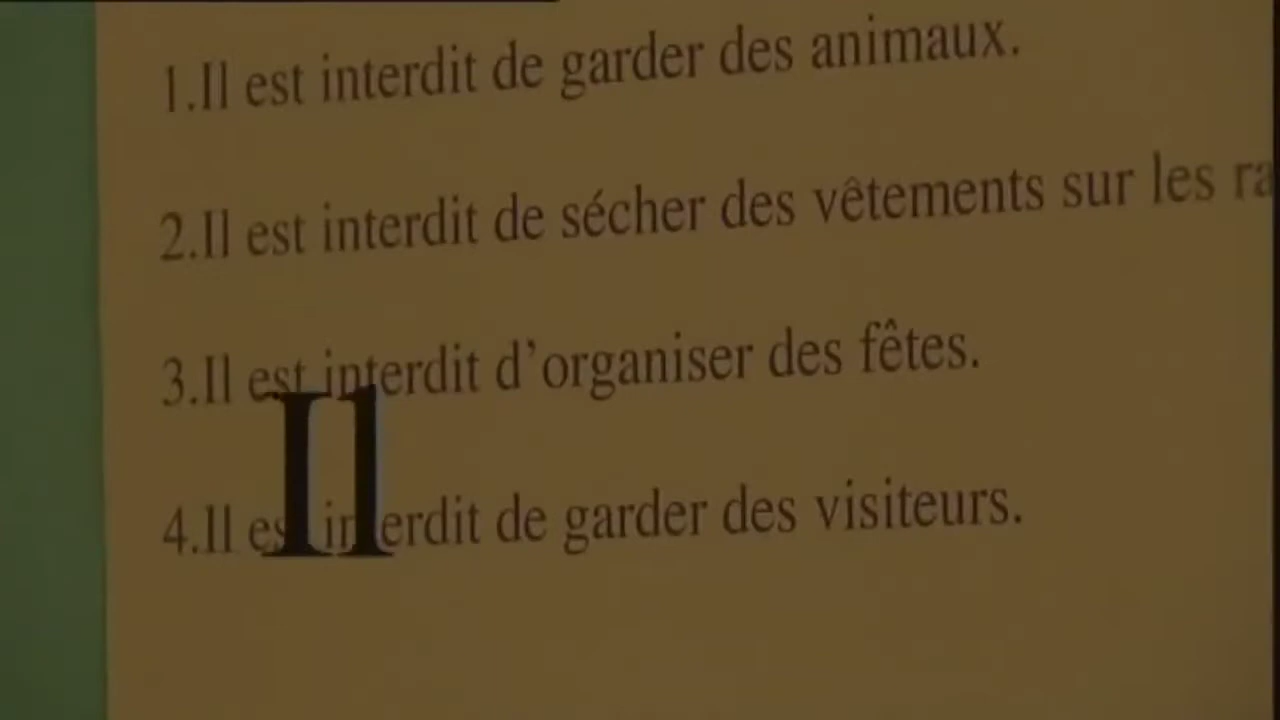 1.Il est interdit de garder des animaux.
2.Il est interdit de sécher des vêtements sur les
3.Il est interdit d'organiser des fêtes.
Il
4.Il est interdit de garder des visiteurs.